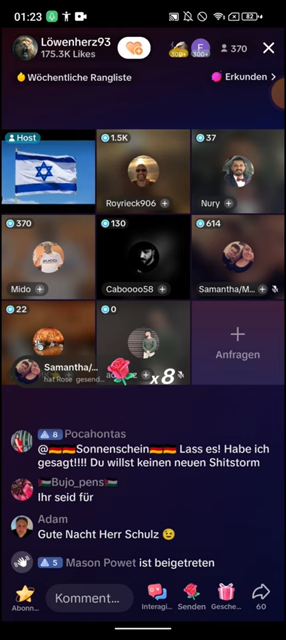 01:23
82
Löwenherz93
175.3K Likes
100+
E
300+
370
Wöchentliche Rangliste
Erkunden >
Host
1.5K
37
Royrieck906 +
Nury +
370
130
614
Mido +
Caboooo58 +
Samantha/M... +
22
0
Samantha/...
hat Rose gesend...
x8
+
Anfragen
8 Pocahontas
@🇩🇪🇩🇪Sonnenschein🇩🇪🇩🇪 Lass es! Habe ich
gesagt!!!! Du willst keinen neuen Shitstorm
🇵🇸Bujo_pens🇵🇸
Ihr seid für
Adam
Gute Nacht Herr Schulz 😉
5 Mason Powet ist beigetreten
Abonn...
Komment...
Interagi...
Senden
Gesche...
60